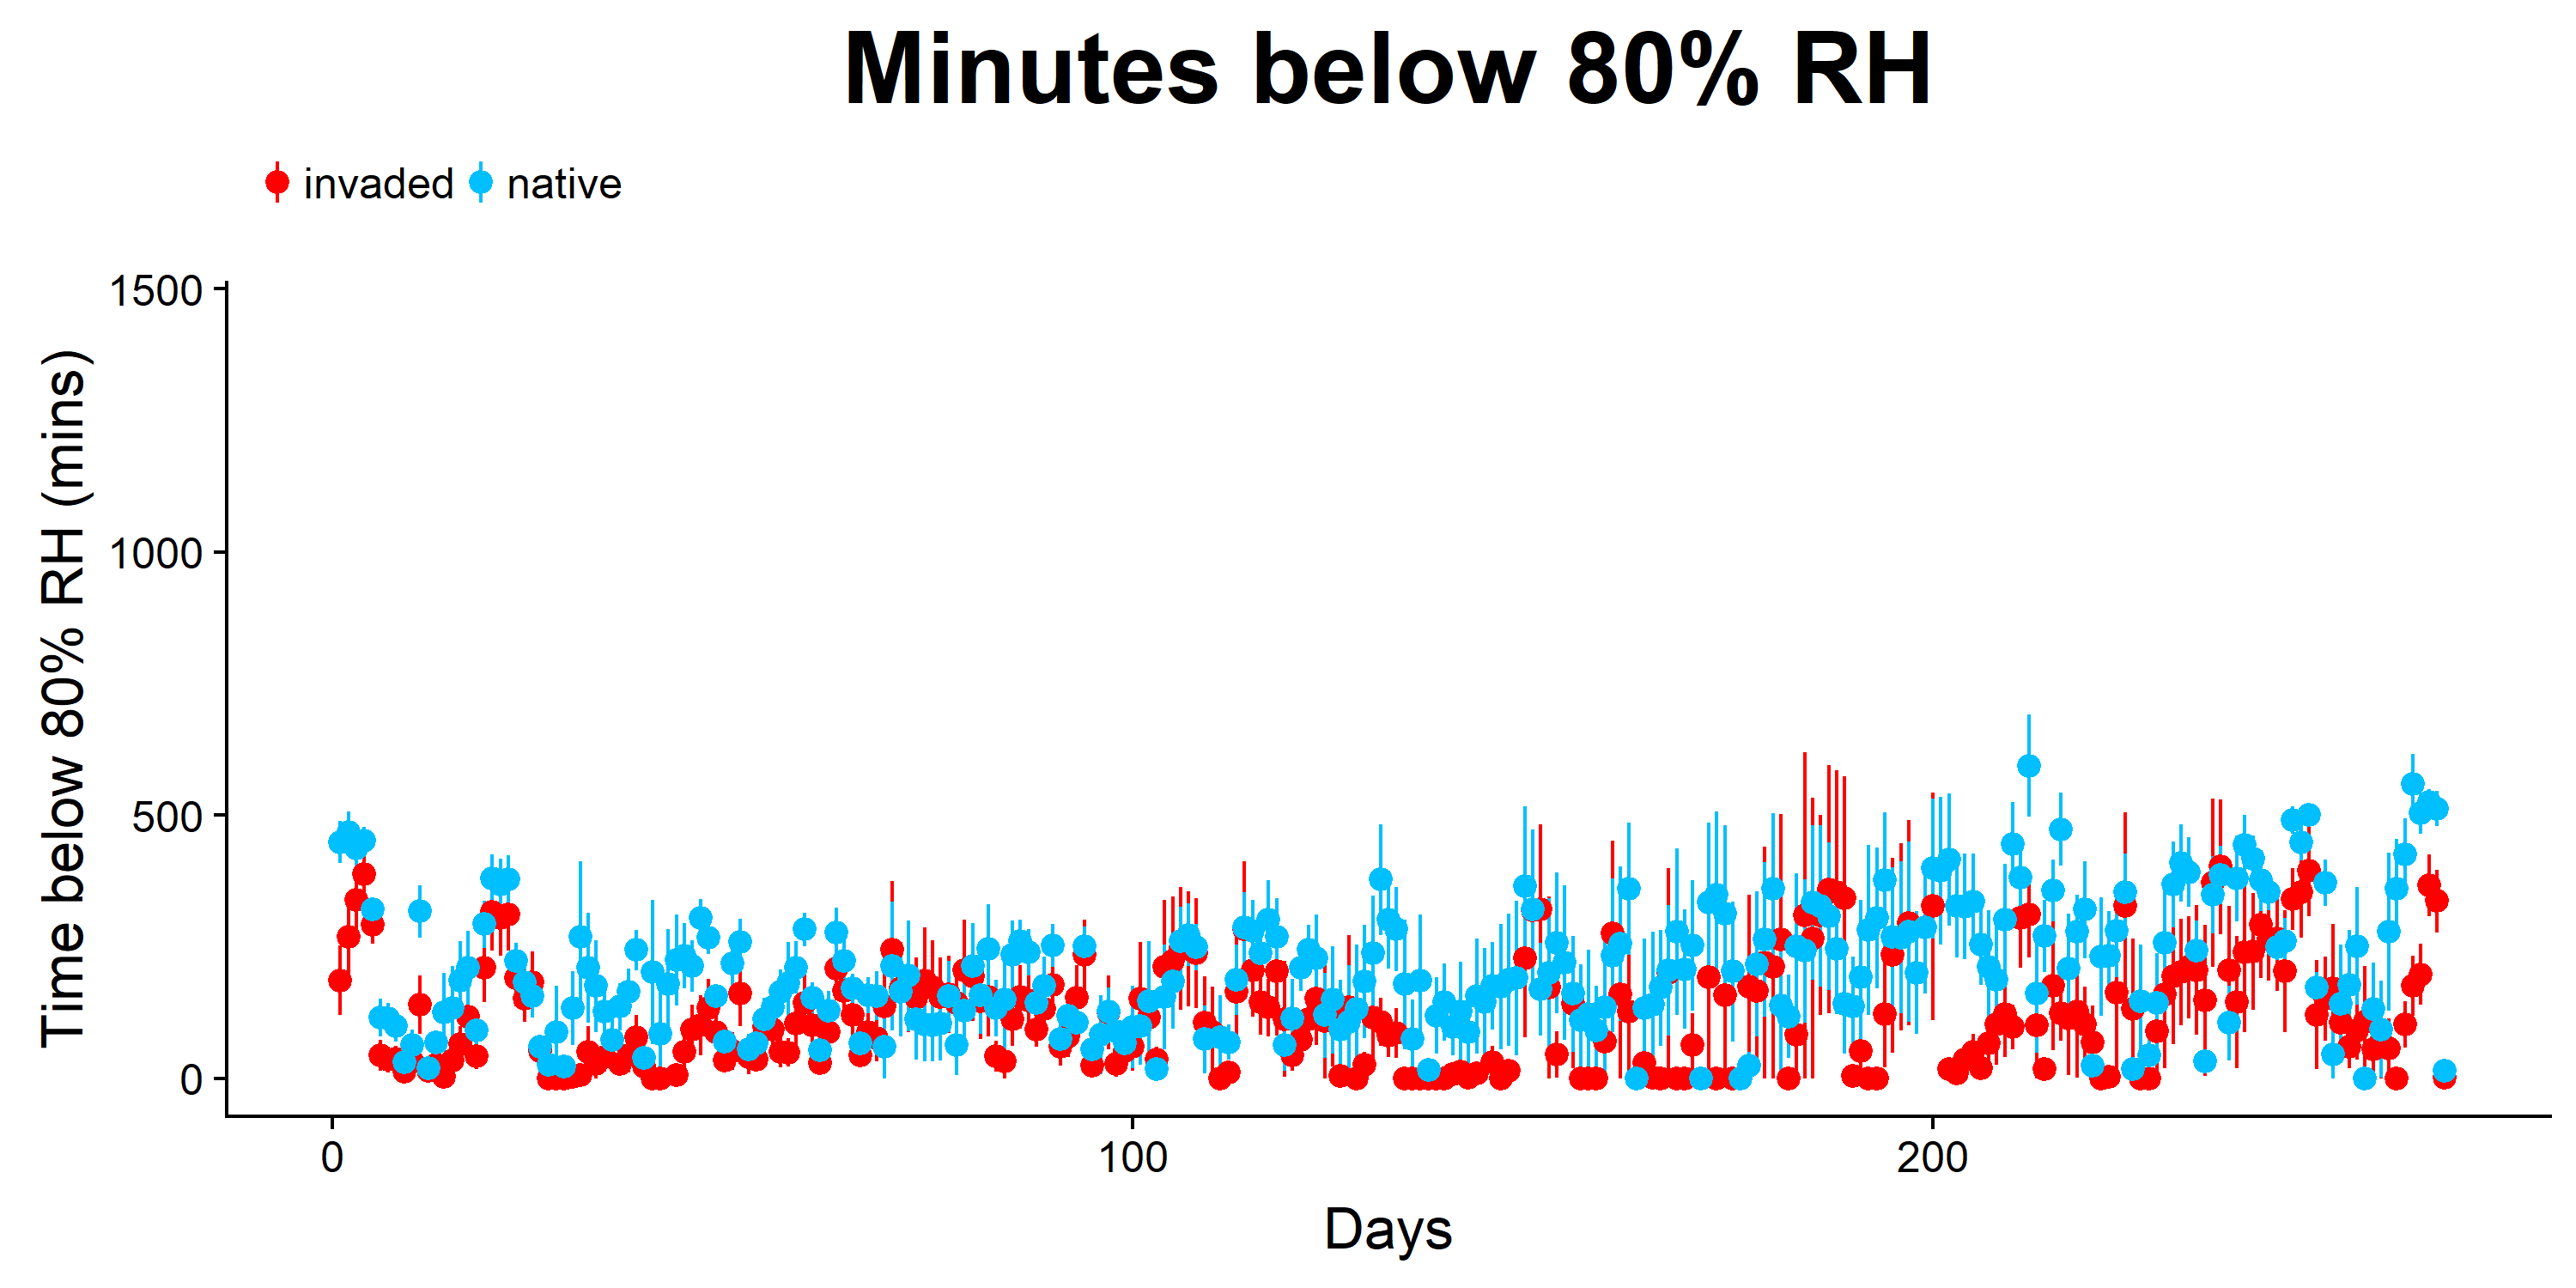 Minutes below 80% RH
invaded native
1500
1000
500
0
Time below 80% RH (mins)
0 100 200
Days